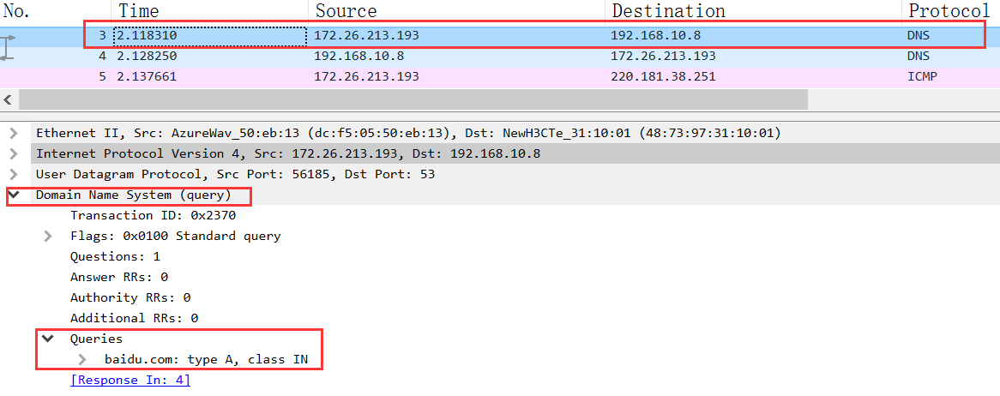 No. Time Source Destination Protocol
3 2.118310 172.26.213.193 192.168.10.8 DNS
4 2.128250 192.168.10.8 172.26.213.193 DNS
5 2.137661 172.26.213.193 220.181.38.251 ICMP
Ethernet II, Src: AzureWav_50:eb:13 (dc:f5:05:50:eb:13), Dst: NewH3CTe_31:10:01 (48:73:97:31:10:01)
Internet Protocol Version 4, Src: 172.26.213.193, Dst: 192.168.10.8
User Datagram Protocol, Src Port: 56185, Dst Port: 53
Domain Name System (query)
Transaction ID: 0x2370
Flags: 0x0100 Standard query
Questions: 1
Answer RRs: 0
Authority RRs: 0
Additional RRs: 0
Queries
baidu.com: type A, class IN
[Response In: 4]